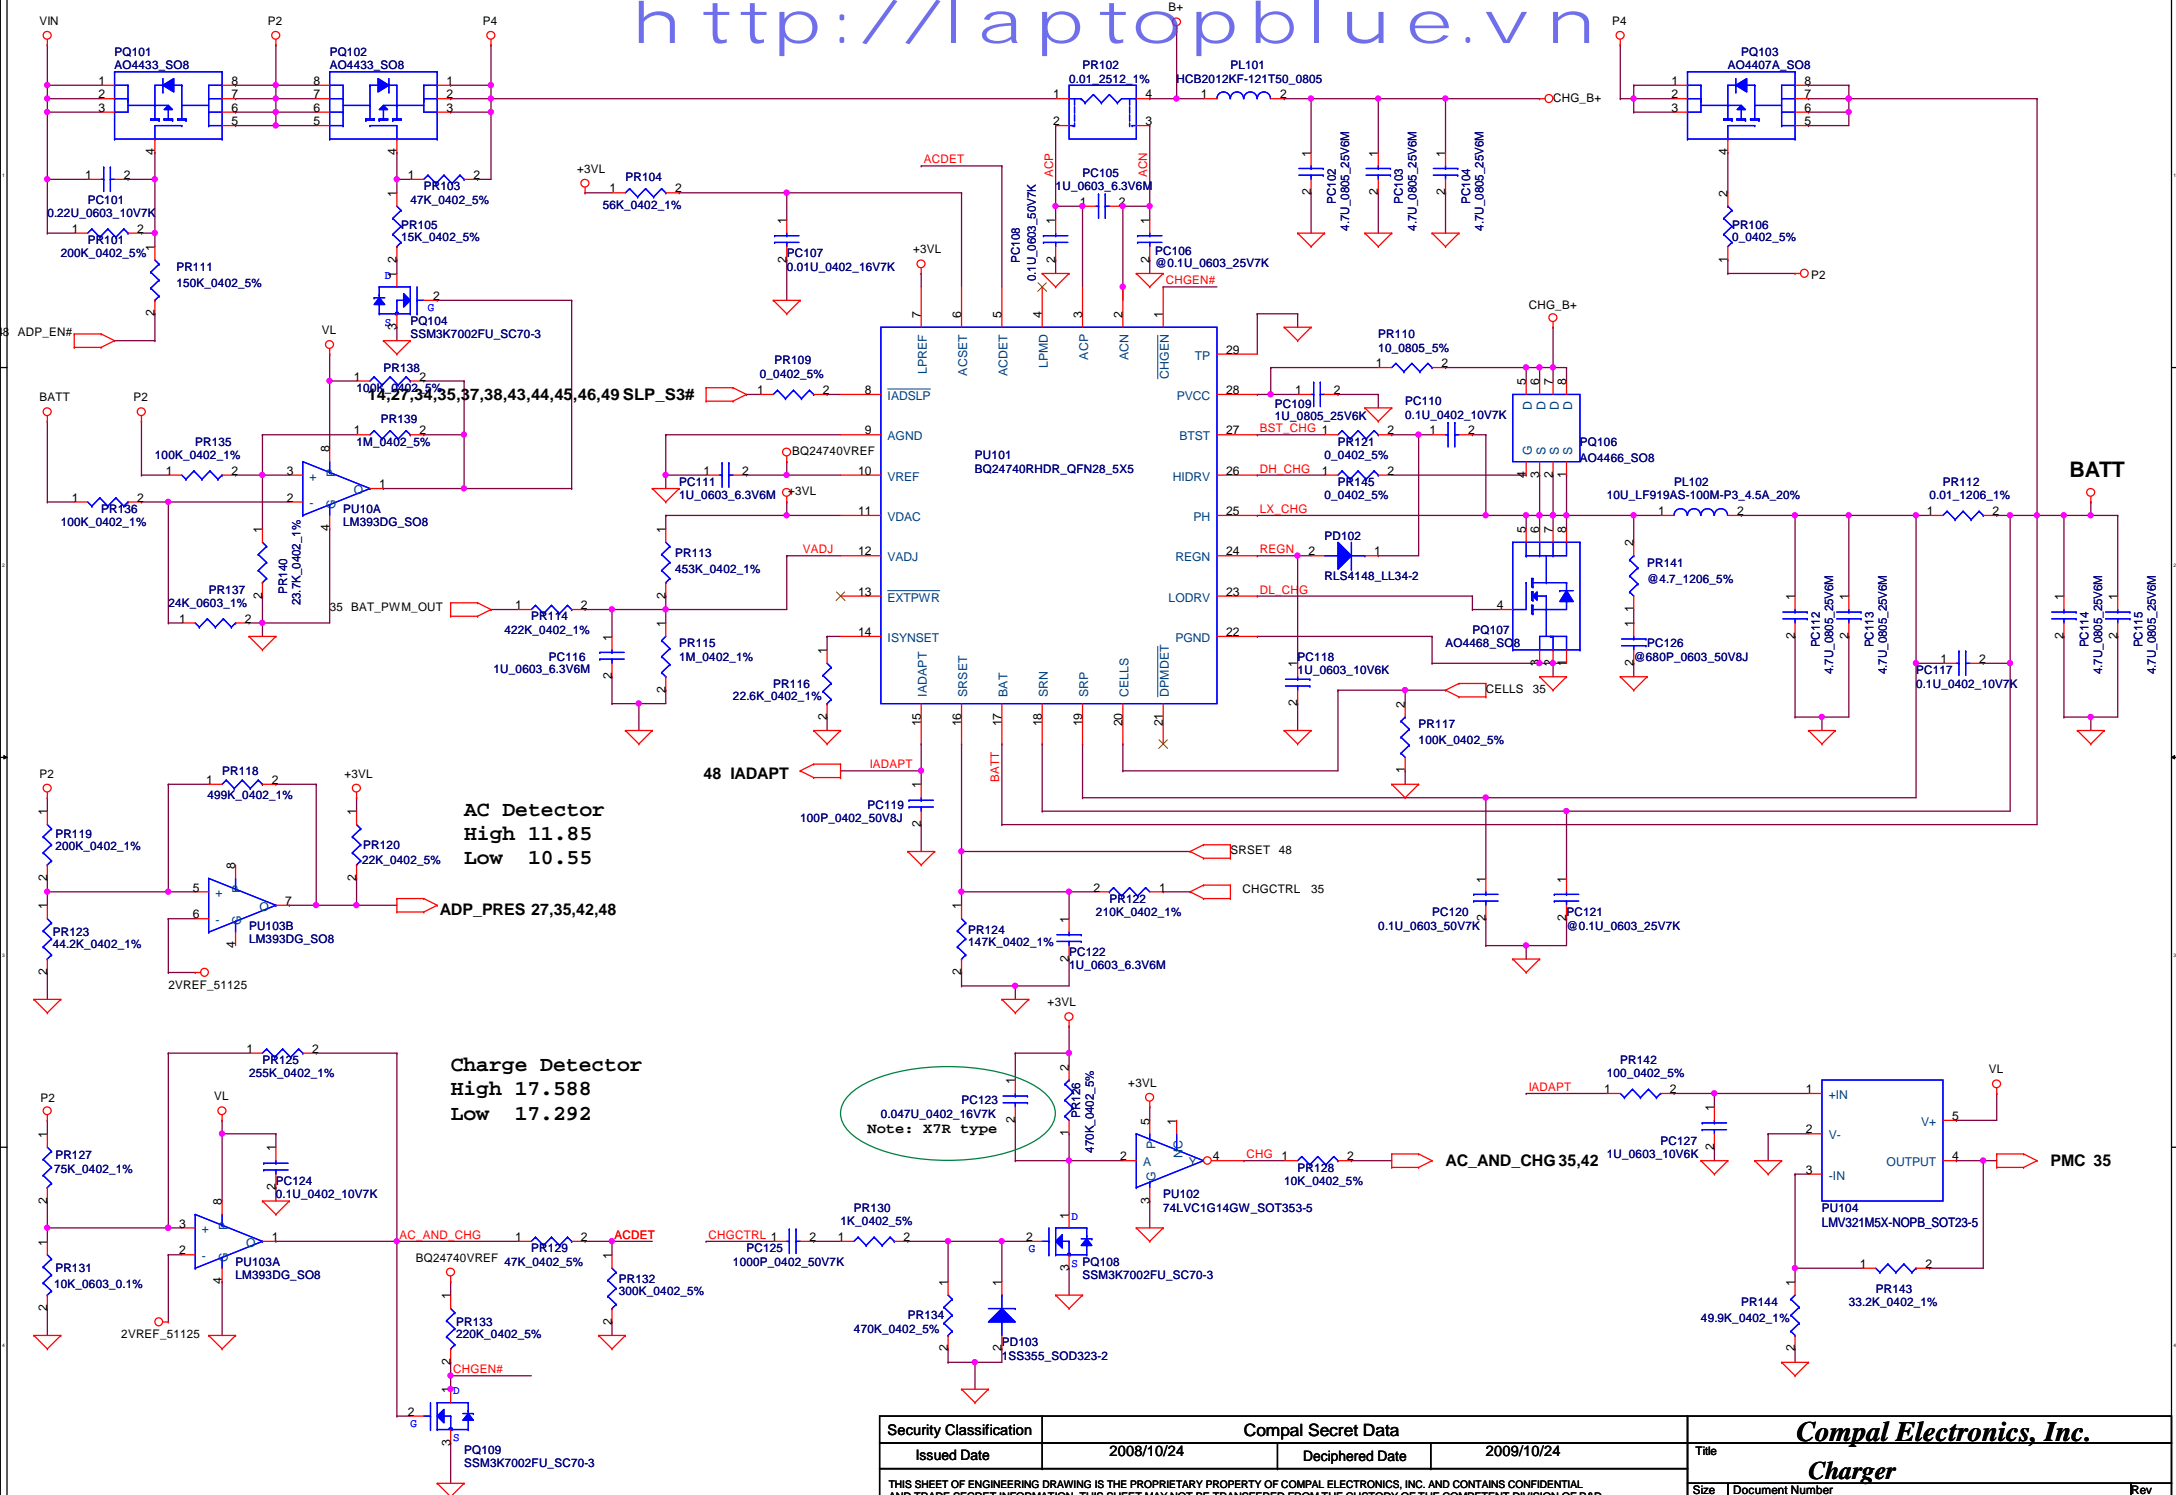 http://laptopblue.vn
VIN
P2
P4
B+
P4
PQ101
AO4433_SO8
PQ102
AO4433_SO8
PR102
0.01_2512_1%
PL101
HCB2012KF-121T50_0805
CHG_B+
PQ103
AO4407A_SO8
PC101
0.22U_0603_10V7K
PR101
200K_0402_5%
PR111
150K_0402_5%
ADP_EN#
PR103
47K_0402_5%
PR105
15K_0402_5%
PQ104
SSM3K7002FU_SC70-3
+3VL
PR104
56K_0402_1%
PC107
0.01U_0402_16V7K
ACDET
ACP
ACN
PC105
1U_0603_6.3V6M
PC108
0.1U_0603_50V7K
PC106
@0.1U_0603_25V7K
CHGEN#
PC102
4.7U_0805_25V6M
PC103
4.7U_0805_25V6M
PC104
4.7U_0805_25V6M
PR106
0_0402_5%
P2
+3VL
VL
PR138
100K_0402_5%
PR139
1M_0402_5%
14,27,34,35,37,38,43,44,45,46,49 SLP_S3#
PR109
0_0402_5%
BATT
P2
PR135
100K_0402_1%
PR136
100K_0402_1%
PU10A
LM393DG_SO8
PR140
23.7K_0402_1%
PR137
24K_0603_1%
35 BAT_PWM_OUT
PR114
422K_0402_1%
PC116
1U_0603_6.3V6M
PR113
453K_0402_1%
PR115
1M_0402_1%
PR116
22.6K_0402_1%
BQ24740VREF
PC111
1U_0603_6.3V6M
+3VL
VADJ
PU101
BQ24740RHDR_QFN28_5X5
LPREF
ACSET
ACDET
LPMD
ACP
ACN
CHGEN
IADSLP
AGND
VREF
VDAC
VADJ
EXTPWR
ISYNSET
IADAPT
SRSET
BAT
SRN
SRP
CELLS
DPMDET
TP
PVCC
BTST
HIDRV
PH
REGN
LODRV
PGND
PR110
10_0805_5%
PC109
1U_0805_25V6K
PC110
0.1U_0402_10V7K
BST_CHG
PR121
0_0402_5%
DH_CHG
PR145
0_0402_5%
LX_CHG
REGN
PD102
RLS4148_LL34-2
DL_CHG
CHG_B+
PQ106
AO4466_SO8
PQ107
AO4468_SO8
PL102
10U_LF919AS-100M-P3_4.5A_20%
PR112
0.01_1206_1%
BATT
PR141
@4.7_1206_5%
PC126
@680P_0603_50V8J
PC112
4.7U_0805_25V6M
PC113
4.7U_0805_25V6M
PC117
0.1U_0402_10V7K
PC114
4.7U_0805_25V6M
PC115
4.7U_0805_25V6M
PC118
1U_0603_10V6K
CELLS 35
PR117
100K_0402_5%
48 IADAPT
IADAPT
BATT
PC119
100P_0402_50V8J
SRSET 48
CHGCTRL 35
PR122
210K_0402_1%
PR124
147K_0402_1%
PC122
1U_0603_6.3V6M
PC120
0.1U_0603_50V7K
PC121
@0.1U_0603_25V7K
P2
PR118
499K_0402_1%
+3VL
PR119
200K_0402_1%
PR120
22K_0402_5%
PR123
44.2K_0402_1%
PU103B
LM393DG_SO8
2VREF_51125
ADP_PRES 27,35,42,48
AC Detector
High 11.85
Low 10.55
Charge Detector
High 17.588
Low 17.292
PR125
255K_0402_1%
P2
VL
PR127
75K_0402_1%
PC124
0.1U_0402_10V7K
PR131
10K_0603_0.1%
PU103A
LM393DG_SO8
2VREF_51125
AC_AND_CHG
BQ24740VREF
PR129
47K_0402_5%
ACDET
PR132
300K_0402_5%
PR133
220K_0402_5%
CHGEN#
PQ109
SSM3K7002FU_SC70-3
+3VL
PC123
0.047U_0402_16V7K
Note: X7R type
PR126
470K_0402_5%
+3VL
PU102
74LVC1G14GW_SOT353-5
CHG
PR128
10K_0402_5%
AC_AND_CHG 35,42
CHGCTRL
PC125
1000P_0402_50V7K
PR130
1K_0402_5%
PR134
470K_0402_5%
PD103
1SS355_SOD323-2
PQ108
SSM3K7002FU_SC70-3
IADAPT
PR142
100_0402_5%
PC127
1U_0603_10V6K
+IN
V-
-IN
V+
OUTPUT
VL
PMC 35
PU104
LMV321M5X-NOPB_SOT23-5
PR143
33.2K_0402_1%
PR144
49.9K_0402_1%
Security Classification
Compal Secret Data
Issued Date
2008/10/24
Deciphered Date
2009/10/24
THIS SHEET OF ENGINEERING DRAWING IS THE PROPRIETARY PROPERTY OF COMPAL ELECTRONICS, INC. AND CONTAINS CONFIDENTIAL
Compal Electronics, Inc.
Title
Charger
Size
Document Number
Rev